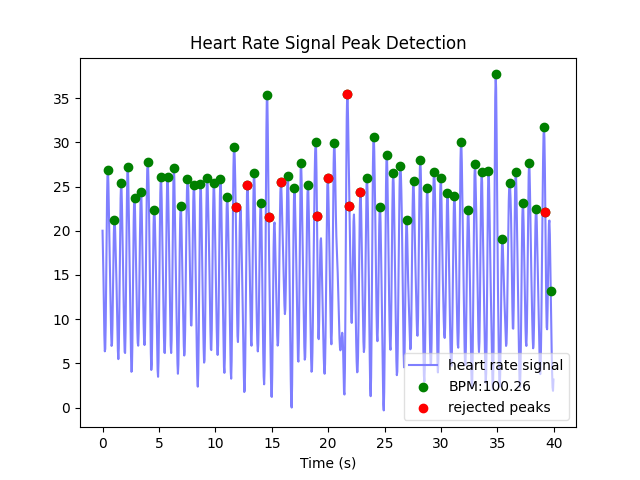 Heart Rate Signal Peak Detection
35
30
25
20
15
10
5
0
heart rate signal
BPM:100.26
rejected peaks
0 5 10 15 20 25 30 35 40
Time (s)